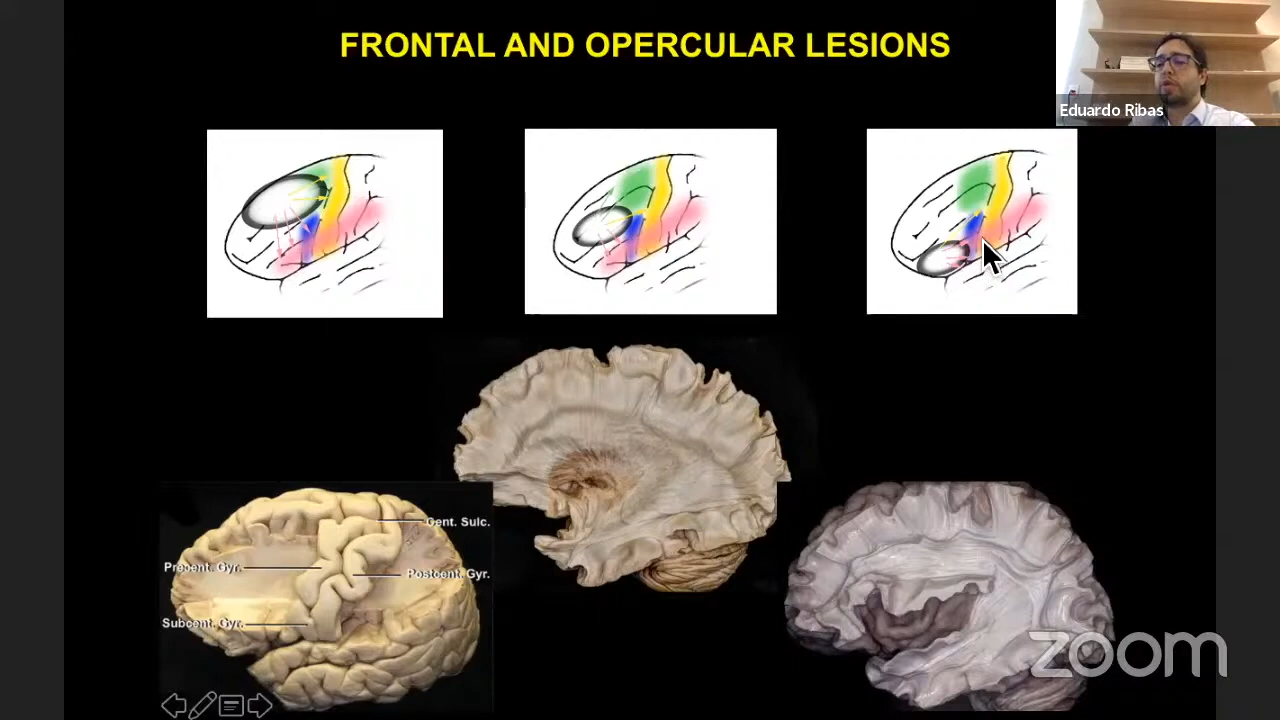 FRONTAL AND OPERCULAR LESIONS
Eduardo Ribas
Cent. Sulc.
Precent. Gyr.
Postcent. Gyr.
Subcent. Gyr.
zoom